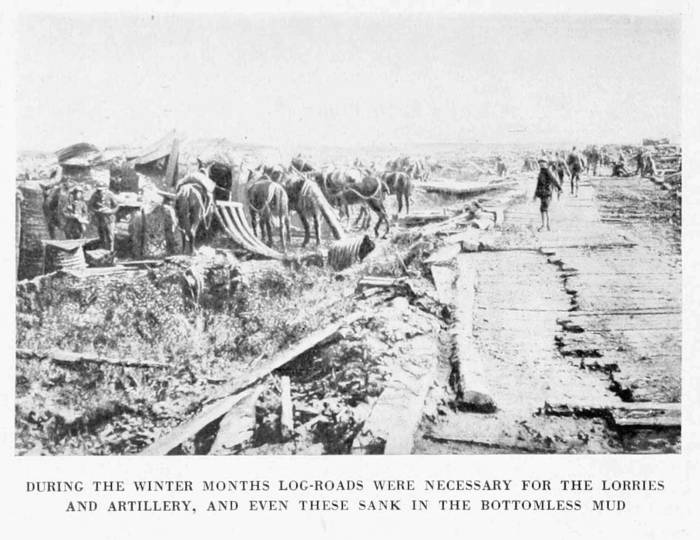 DURING THE WINTER MONTHS LOG-ROADS WERE NECESSARY FOR THE LORRIES
AND ARTILLERY, AND EVEN THESE SANK IN THE BOTTOMLESS MUD